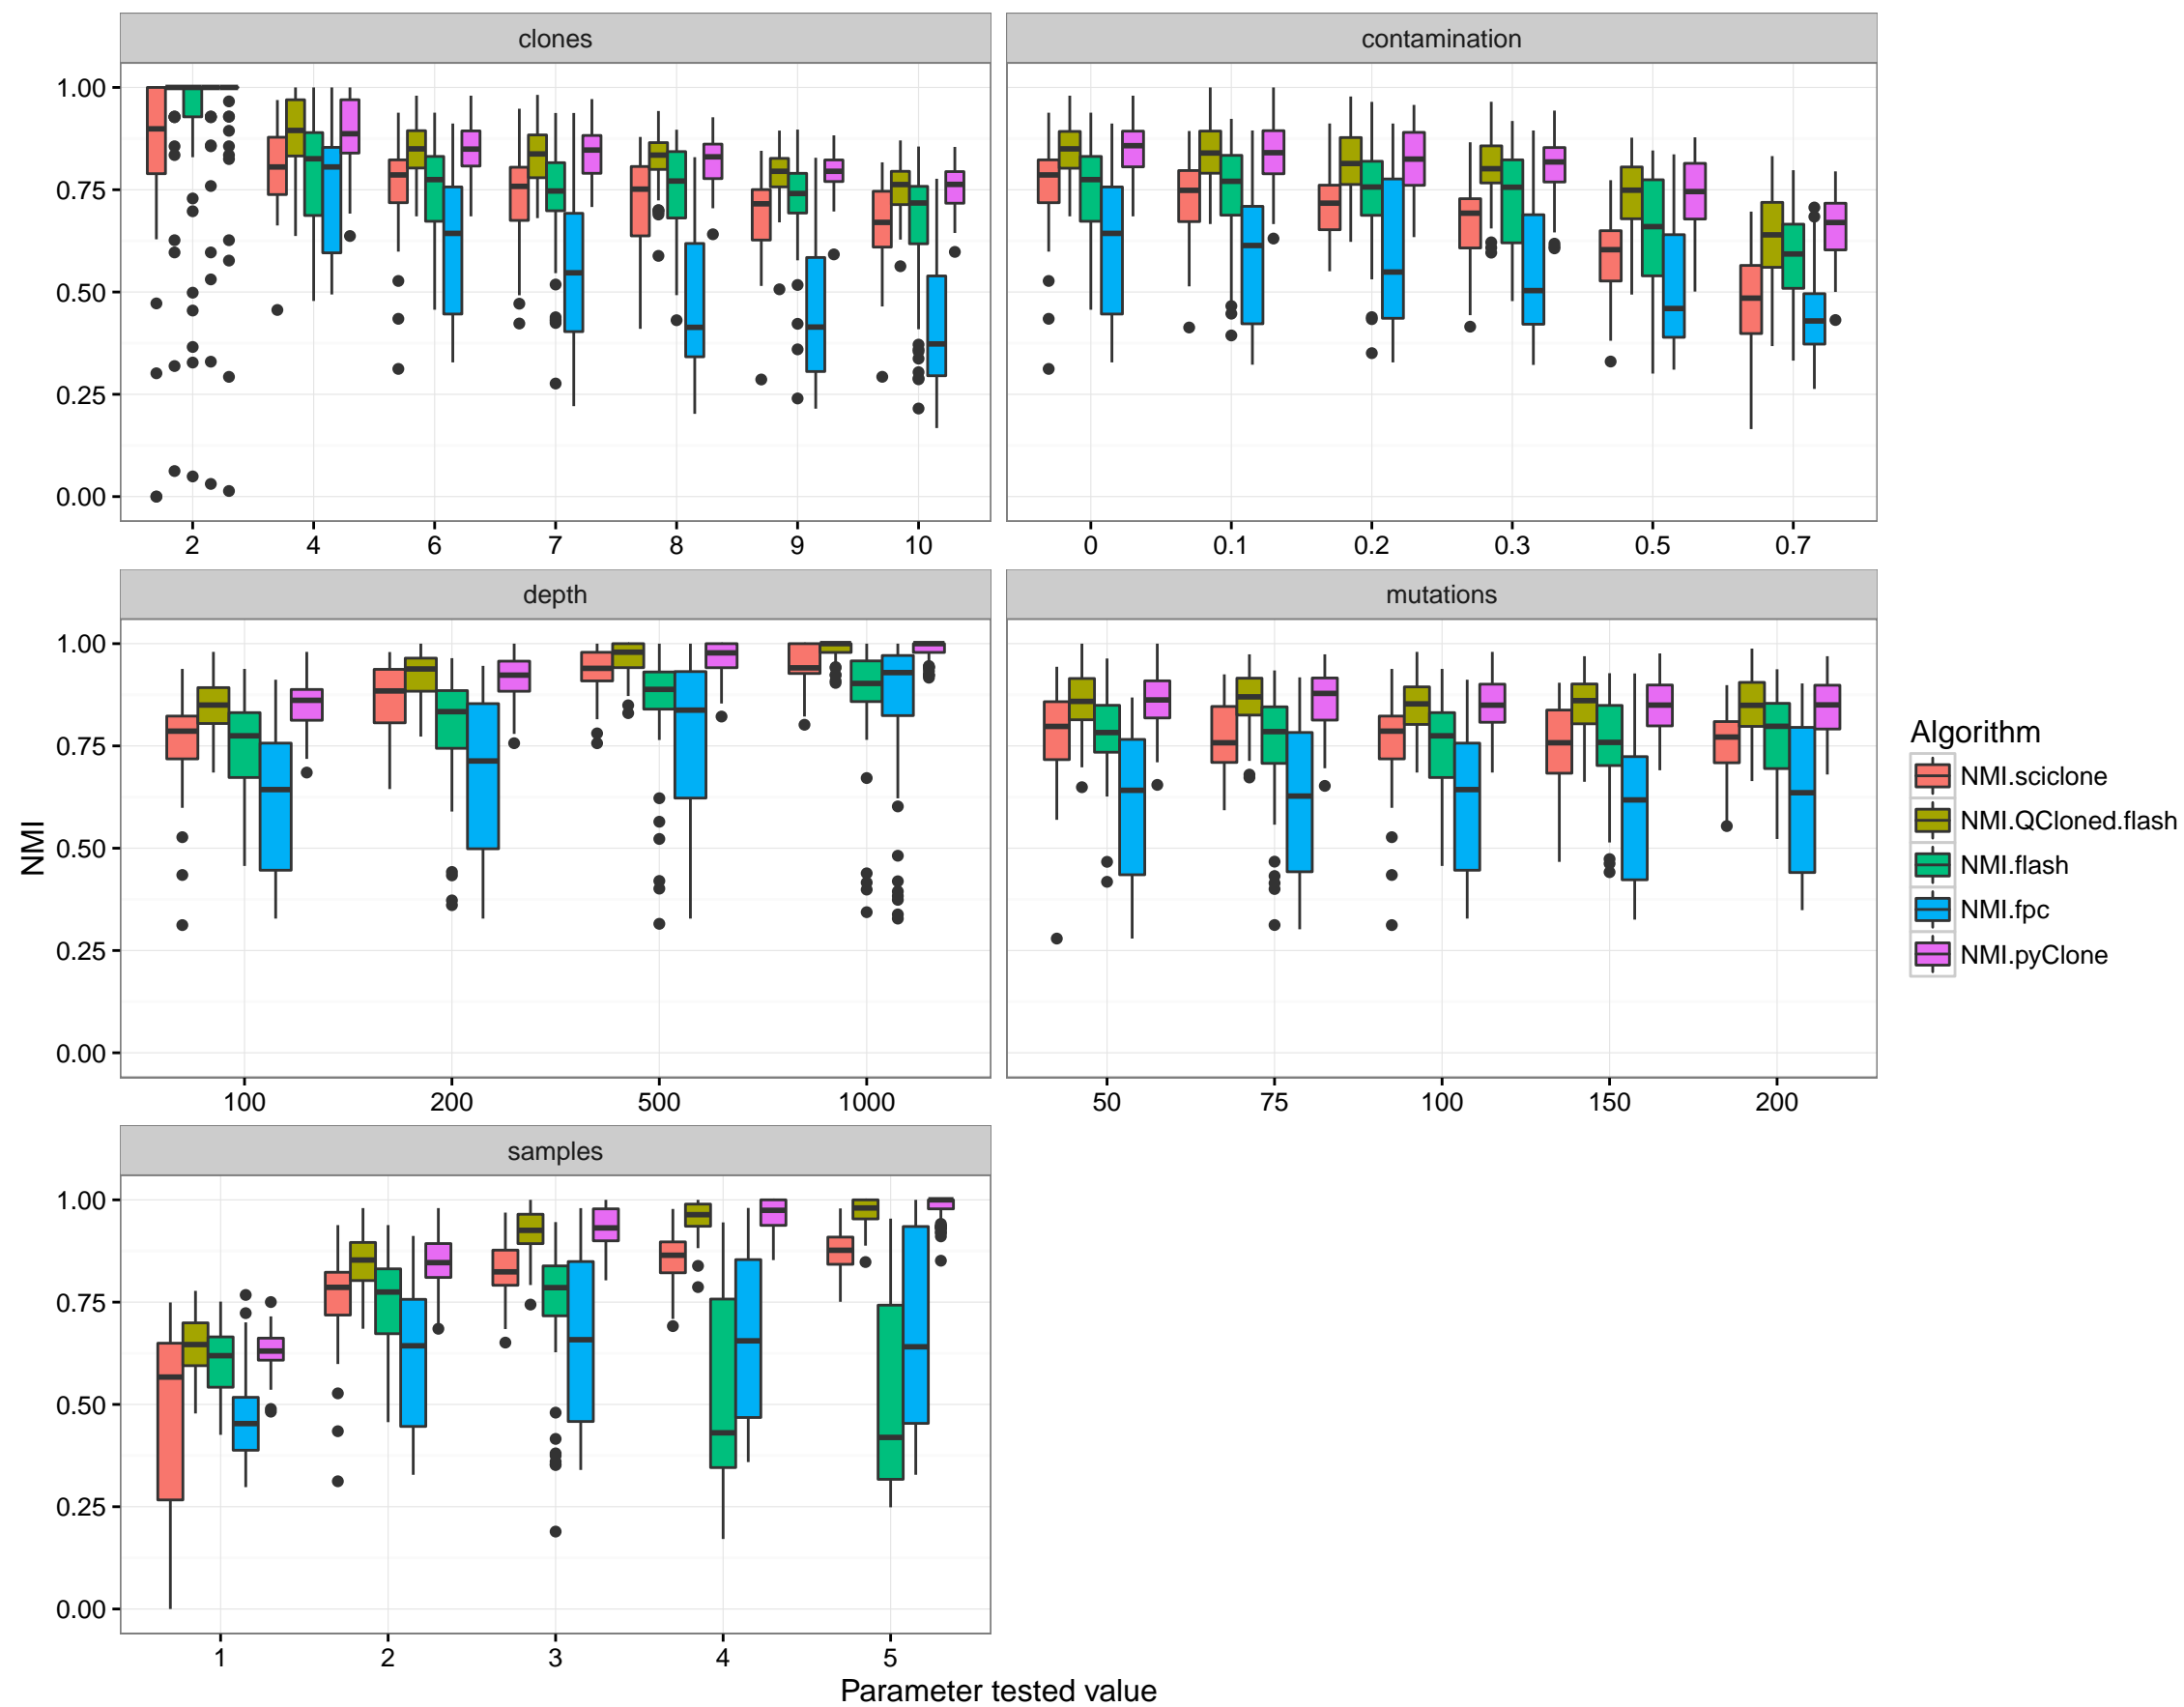 clones
contamination
1.00
0.75
0.50
0.25
0.00
2 4 6 7 8 9 10
0 0.1 0.2 0.3 0.5 0.7
depth
mutations
1.00
0.75
0.50
0.25
0.00
NMI
100 200 500 1000
50 75 100 150 200
Algorithm
NMI.sciclone
NMI.QCloned.flash
NMI.flash
NMI.fpc
NMI.pyClone
samples
1.00
0.75
0.50
0.25
0.00
1 2 3 4 5
Parameter tested value